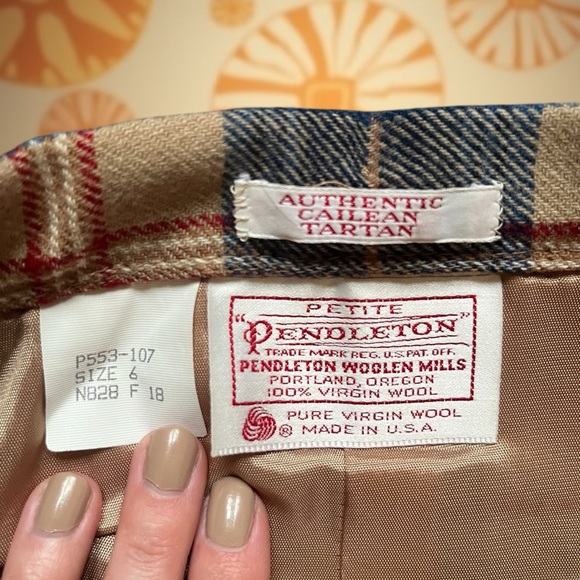 AUTHENTIC
CAILEAN
TARTAN
P553-107
SIZE 6
N828 F 18
PETITE
"PENDLETON"
TRADE MARK REG. U.S. PAT. OFF.
PENDLETON WOOLEN MILLS
PORTLAND, OREGON
100% VIRGIN WOOL
® PURE VIRGIN WOOL
MADE IN U.S.A.